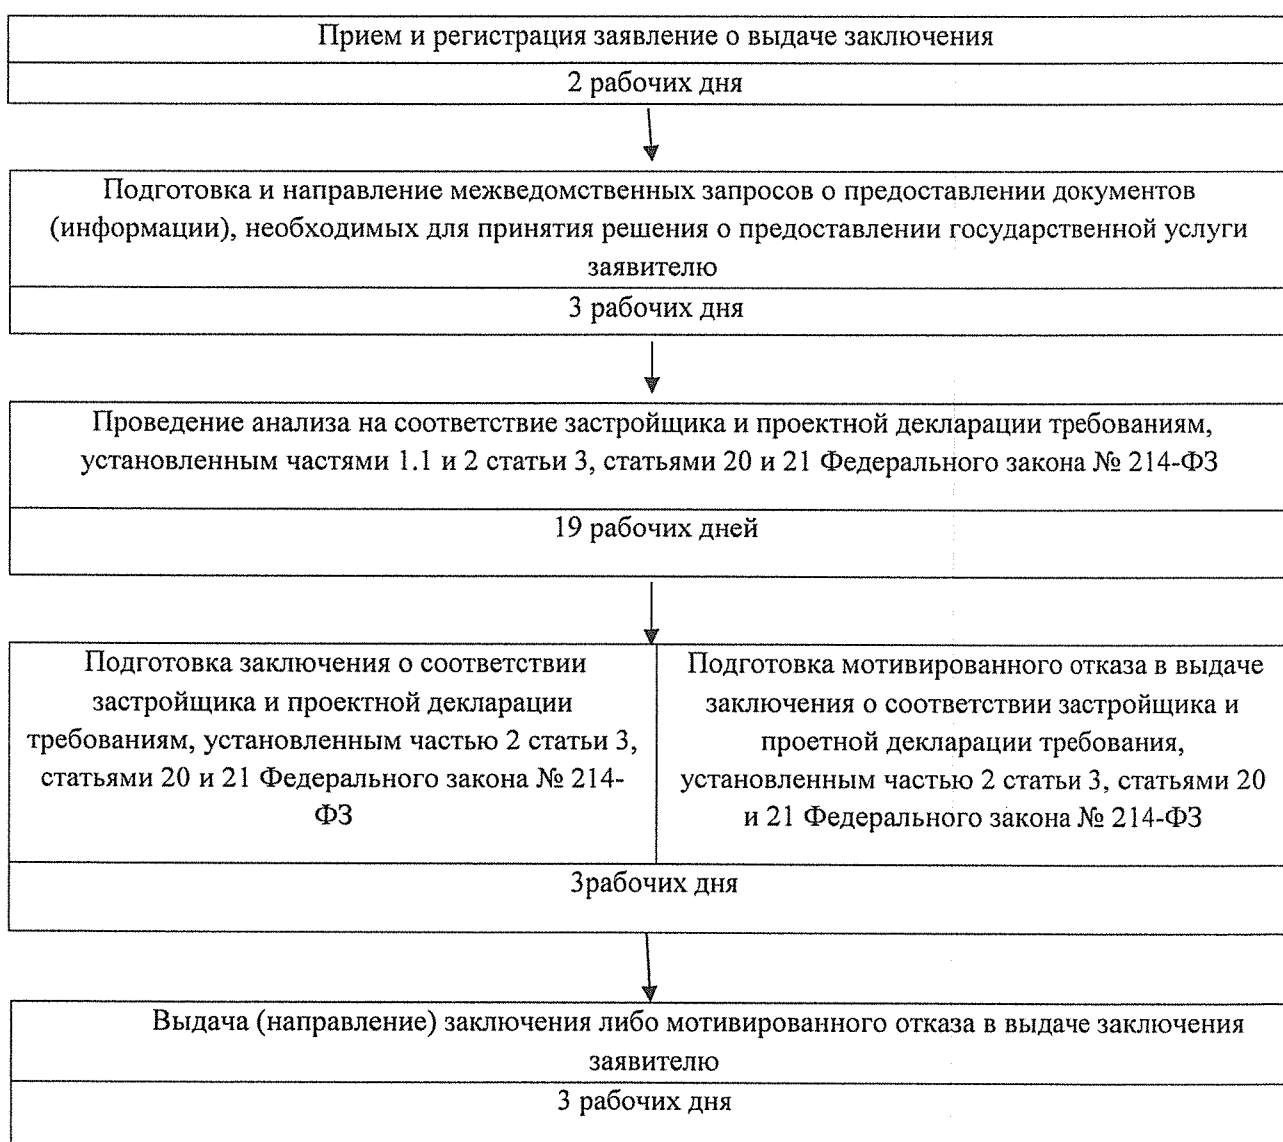 Прием и регистрация заявление о выдаче заключения
2 рабочих дня
Подготовка и направление межведомственных запросов о предоставлении документов
(информации), необходимых для принятия решения о предоставлении государственной услуги
заявителю
3 рабочих дня
Проведение анализа на соответствие застройщика и проектной декларации требованиям,
установленным частями 1.1 и 2 статьи 3, статьями 20 и 21 Федерального закона № 214-ФЗ
19 рабочих дней
Подготовка заключения о соответствии
застройщика и проектной декларации
требованиям, установленным частью 2 статьи 3,
статьями 20 и 21 Федерального закона № 214-
ФЗ
Подготовка мотивированного отказа в выдаче
заключения о соответствии застройщика и
проетной декларации требования,
установленным частью 2 статьи 3, статьями 20
и 21 Федерального закона № 214-ФЗ
3рабочих дня
Выдача (направление) заключения либо мотивированного отказа в выдаче заключения
заявителю
3 рабочих дня